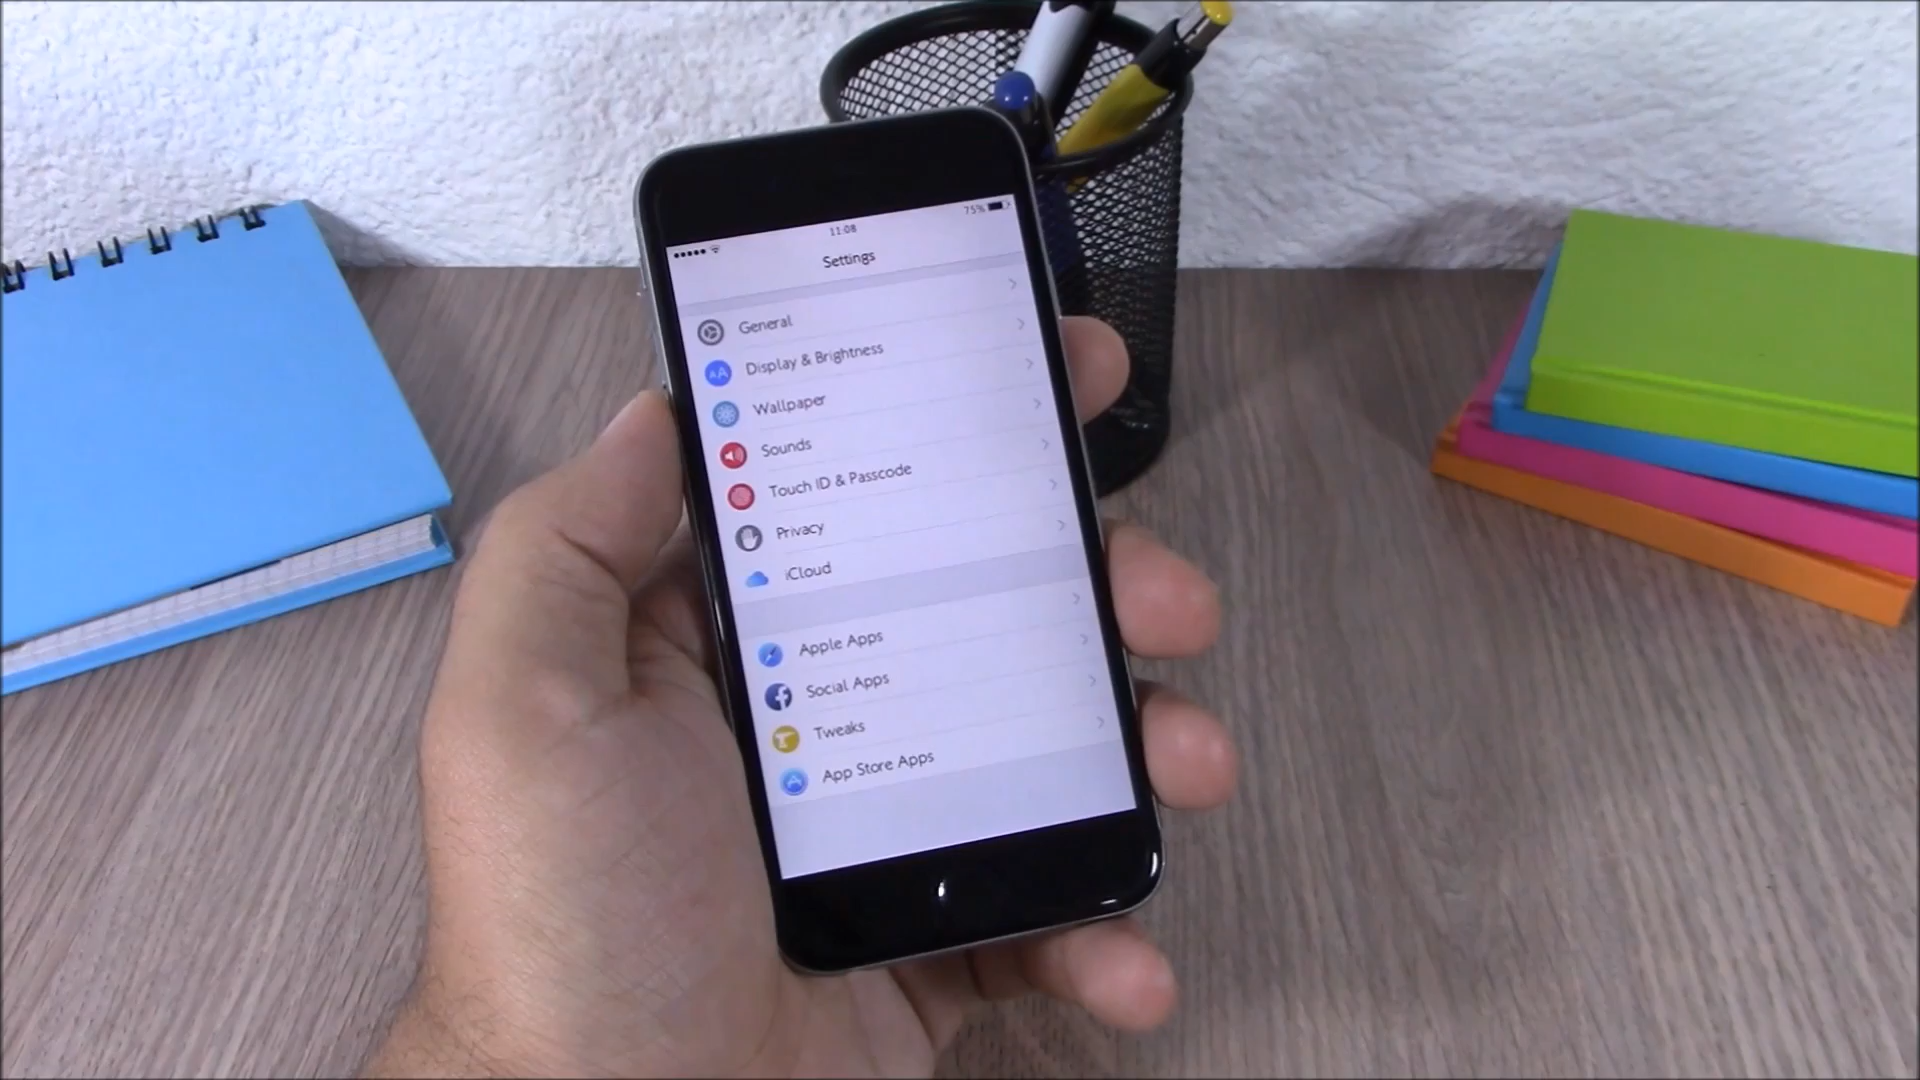 11:08
75%
Settings
General
Display & Brightness
Wallpaper
Sounds
Touch ID & Passcode
Privacy
iCloud
Apple Apps
Social Apps
Tweaks
App Store Apps